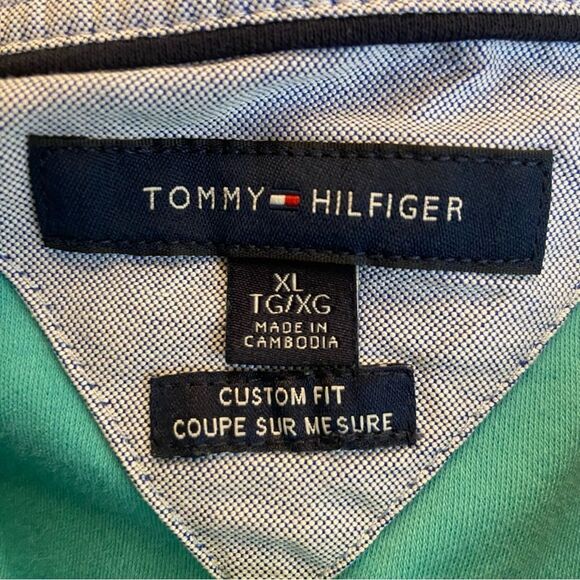 TOMMY HILFIGER
XL
TG/XG
MADE IN
CAMBODIA
CUSTOM FIT
COUPE SUR MESURE